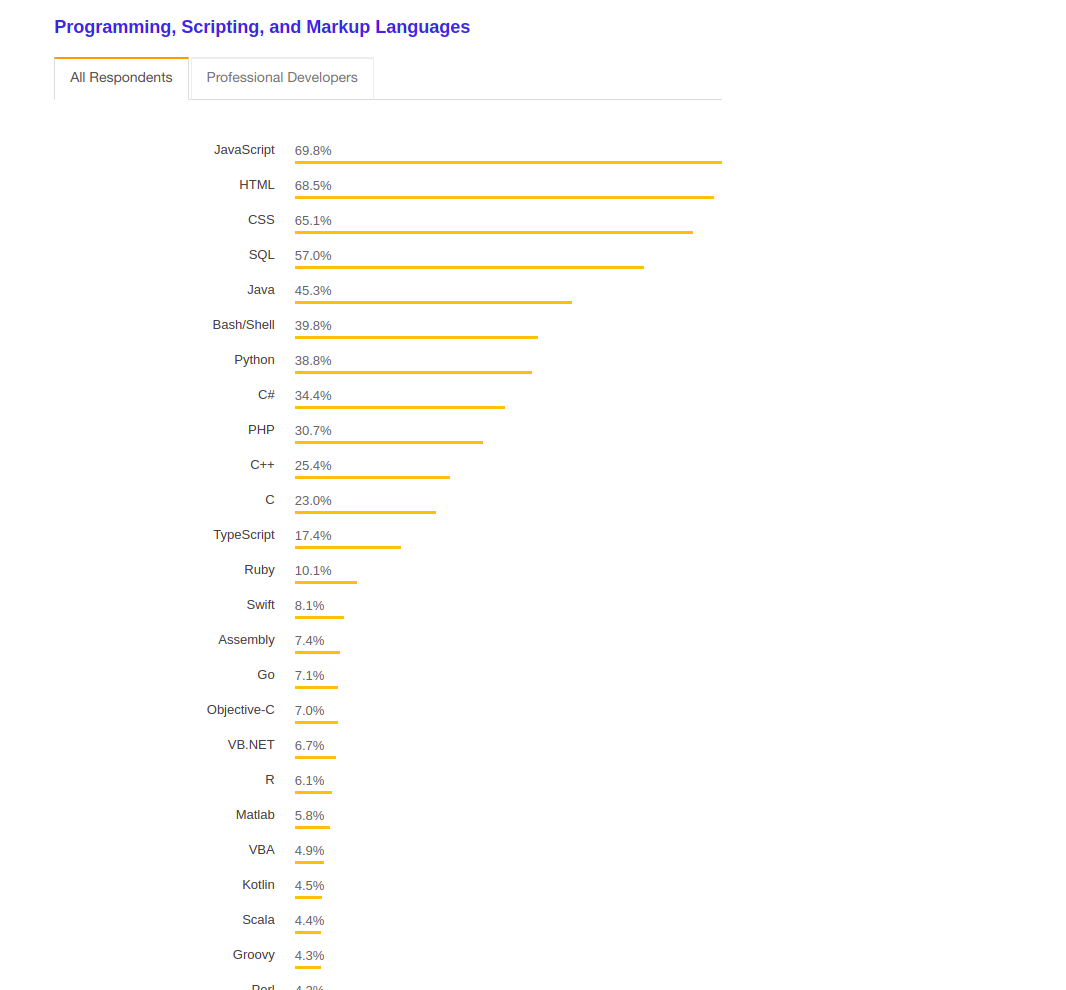 Programming, Scripting, and Markup Languages
All Respondents Professional Developers
JavaScript 69.8%
HTML 68.5%
CSS 65.1%
SQL 57.0%
Java 45.3%
Bash/Shell 39.8%
Python 38.8%
C# 34.4%
PHP 30.7%
C++ 25.4%
C 23.0%
TypeScript 17.4%
Ruby 10.1%
Swift 8.1%
Assembly 7.4%
Go 7.1%
Objective-C 7.0%
VB.NET 6.7%
R 6.1%
Matlab 5.8%
VBA 4.9%
Kotlin 4.5%
Scala 4.4%
Groovy 4.3%
Perl